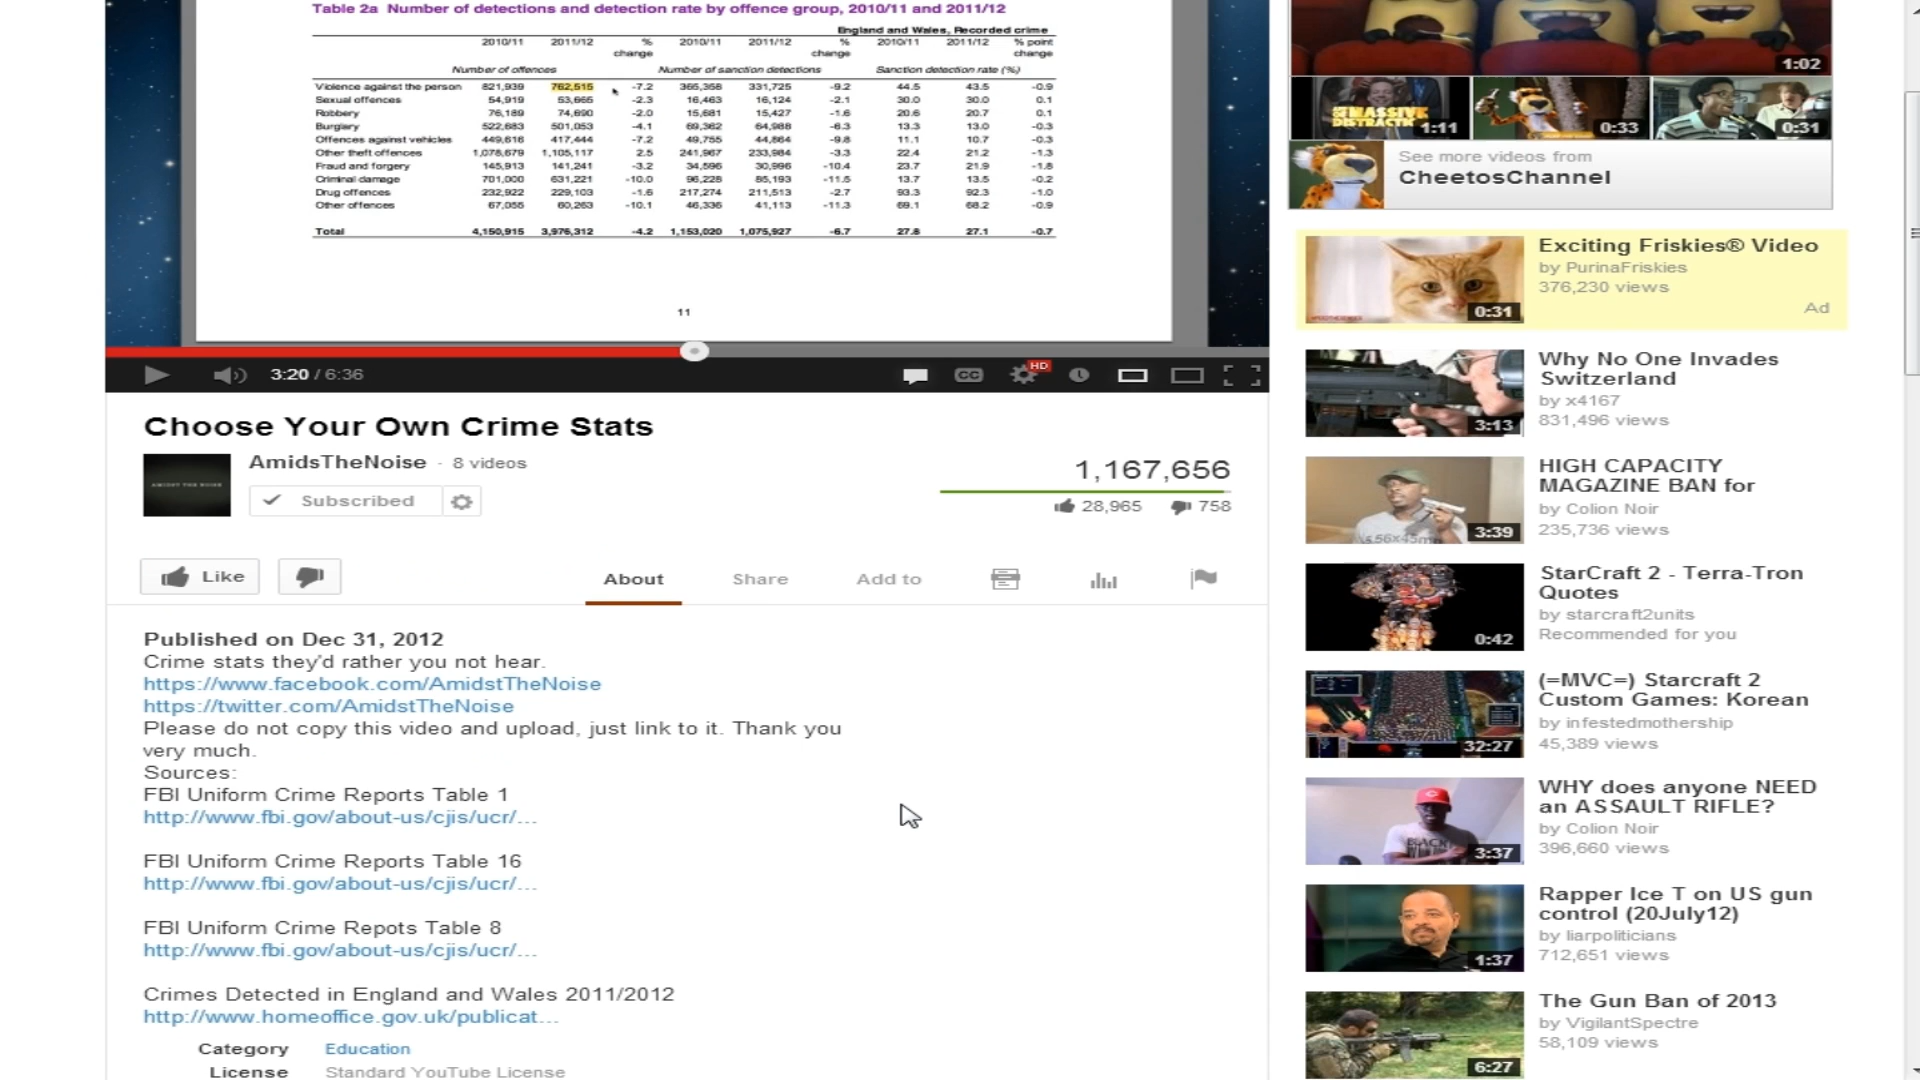 Table 2a Number of detections and detection rate by offence group, 2010/11 and 2011/12
England and Wales, Recorded crime
2010/11 2011/12 % change 2010/11 2011/12 % change 2010/11 2011/12 % point change
Number of offences Number of sanction detections Sanction detection rate (%)
Violence against the person 821,939 762,515 -7.2 365,358 331,725 -9.2 44.5 43.5 -0.9
Sexual offences 54,919 53,665 -2.3 16,463 16,124 -2.1 30.0 30.0 0.1
Robbery 76,189 74,690 -2.0 15,681 15,427 -1.6 20.6 20.7 0.1
Burglary 522,683 501,053 -4.1 69,362 64,988 -6.3 13.3 13.0 -0.3
Offences against vehicles 449,616 417,444 -7.2 49,755 44,864 -9.8 11.1 10.7 -0.3
Other theft offences 1,078,679 1,105,117 2.5 241,967 233,984 -3.3 22.4 21.2 -1.3
Fraud and forgery 145,913 141,241 -3.2 34,596 30,996 -10.4 23.7 21.9 -1.8
Criminal damage 701,000 631,221 -10.0 96,228 85,193 -11.5 13.7 13.5 -0.2
Drug offences 232,922 229,103 -1.6 217,274 211,513 -2.7 93.3 92.3 -1.0
Other offences 67,055 60,263 -10.1 46,336 41,113 -11.3 69.1 68.2 -0.9
Total 4,150,915 3,976,312 -4.2 1,153,020 1,075,927 -6.7 27.8 27.1 -0.7
11
3:20 / 6:36
CC
HD
Choose Your Own Crime Stats
AMIDST THE NOISE
AmidsTheNoise - 8 videos
Subscribed
1,167,656
28,965 758
Like
About Share Add to
Published on Dec 31, 2012
Crime stats they'd rather you not hear.
https://www.facebook.com/AmidstTheNoise
https://twitter.com/AmidstTheNoise
Please do not copy this video and upload, just link to it. Thank you
very much.
Sources:
FBI Uniform Crime Reports Table 1
http://www.fbi.gov/about-us/cjis/ucr/...
FBI Uniform Crime Reports Table 16
http://www.fbi.gov/about-us/cjis/ucr/...
FBI Uniform Crime Repots Table 8
http://www.fbi.gov/about-us/cjis/ucr/...
Crimes Detected in England and Wales 2011/2012
http://www.homeoffice.gov.uk/publicat...
Category Education
License Standard YouTube License
1:02
MASSIVE
1:11
0:33
0:31
See more videos from
CheetosChannel
Exciting Friskies® Video
by PurinaFriskies
376,230 views
Ad
0:31
Why No One Invades
Switzerland
by x4167
831,496 views
3:13
HIGH CAPACITY
MAGAZINE BAN for
by Colion Noir
235,736 views
3:39
StarCraft 2 - Terra-Tron
Quotes
by starcraft2units
Recommended for you
0:42
(=MVC=) Starcraft 2
Custom Games: Korean
by infestedmothership
45,389 views
32:27
WHY does anyone NEED
an ASSAULT RIFLE?
by Colion Noir
396,660 views
3:37
Rapper Ice T on US gun
control (20July12)
by liarpoliticians
712,651 views
1:37
The Gun Ban of 2013
by VigilantSpectre
58,109 views
6:27